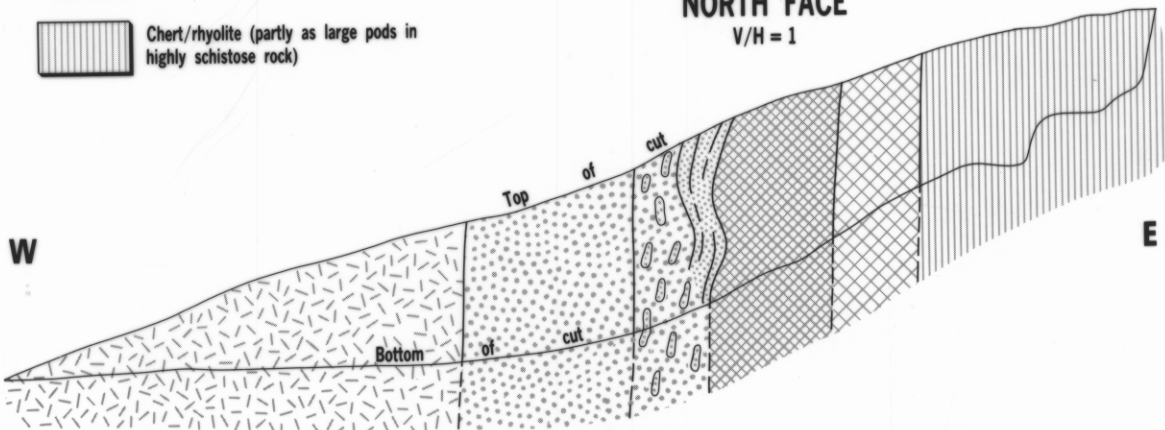 NORTH FACE
V/H = 1
Chert/rhyolite (partly as large pods in
highly schistose rock)
Top of cut
W
E
Bottom of cut